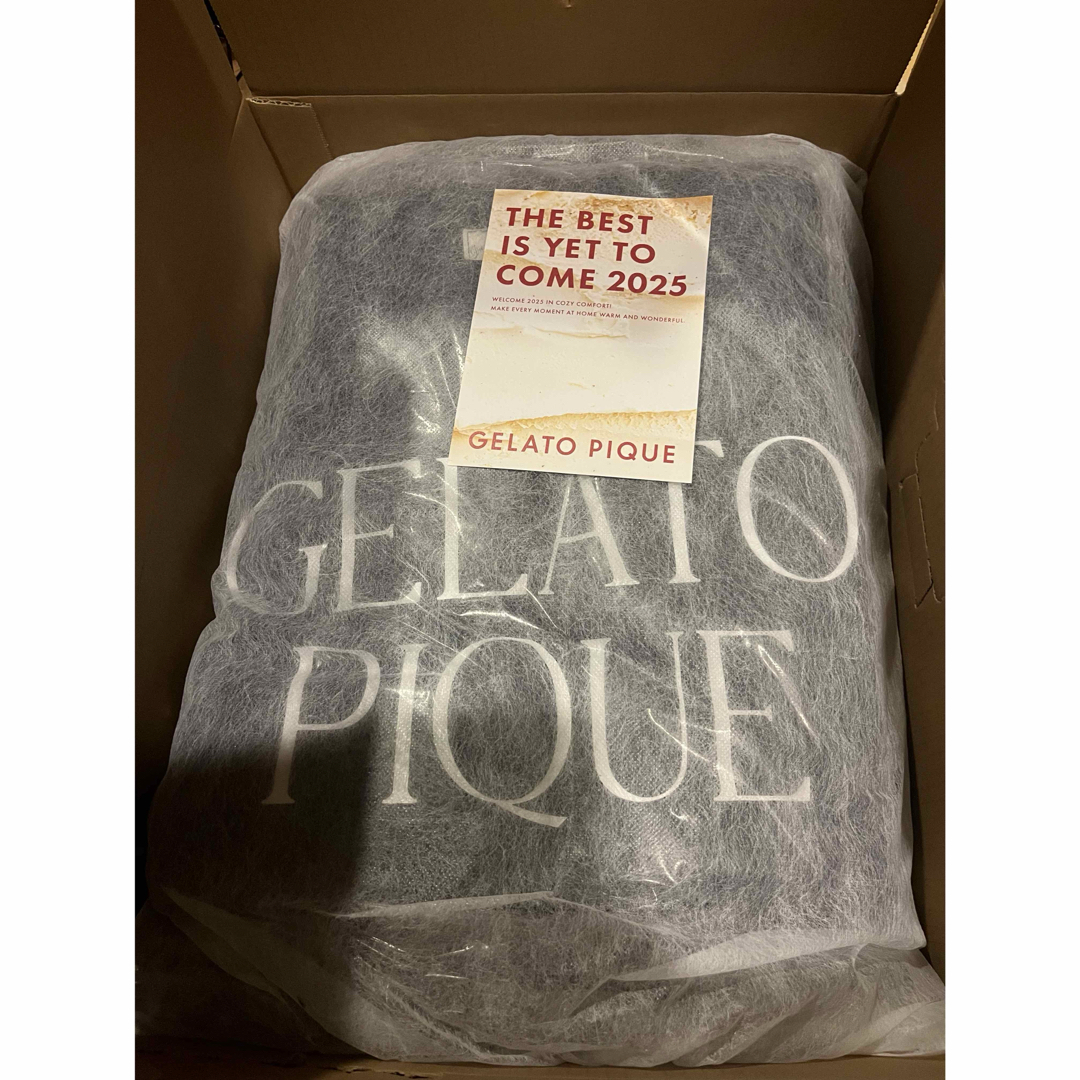 THE BEST
IS YET TO
COME 2025
WELCOME 2025 IN COZY COMFORT!
MAKE EVERY MOMENT AT HOME WARM AND WONDERFUL.
GELATO PIQUE
GELATO
PIQUE